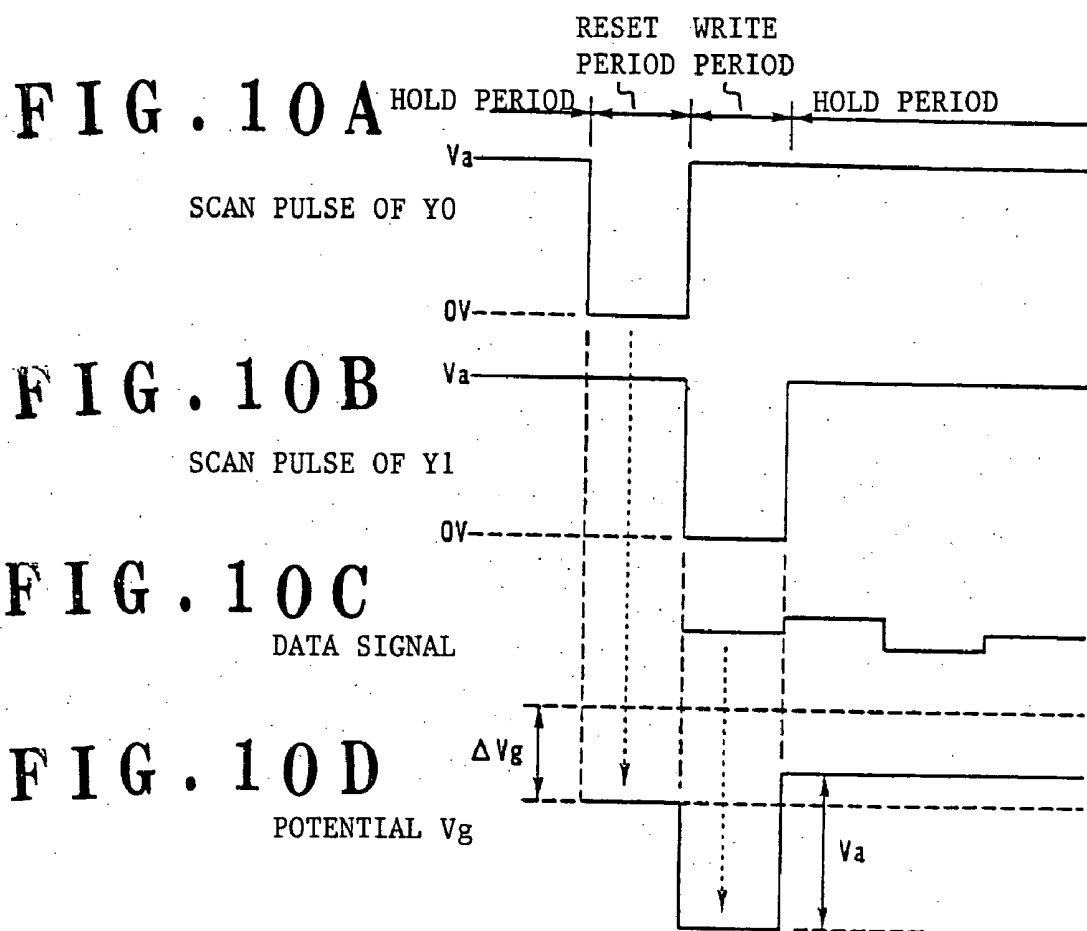 RESET WRITE
PERIOD PERIOD
FIG.10A
HOLD PERIOD
HOLD PERIOD
Va
SCAN PULSE OF Y0
0V
FIG.10B
Va
SCAN PULSE OF Y1
0V
FIG.10C
DATA SIGNAL
ΔVg
FIG.10D
POTENTIAL Vg
Va